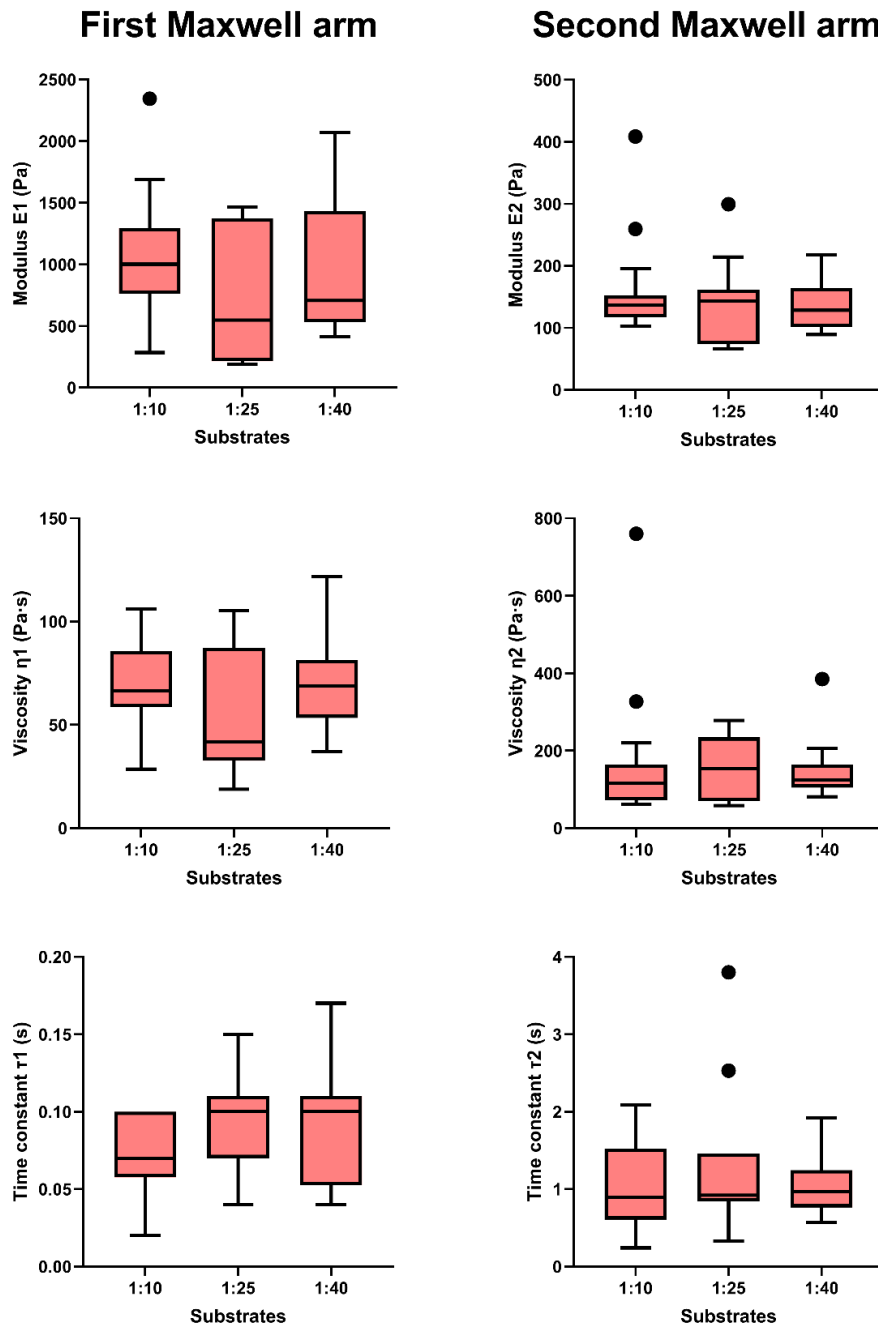 First Maxwell arm
Second Maxwell arm
Modulus E1 (Pa)
2500
2000
1500
1000
500
0
1:10 1:25 1:40
Substrates
Modulus E2 (Pa)
500
400
300
200
100
0
1:10 1:25 1:40
Substrates
Viscosity η1 (Pa·s)
150
100
50
0
1:10 1:25 1:40
Substrates
Viscosity η2 (Pa·s)
800
600
400
200
0
1:10 1:25 1:40
Substrates
Time constant τ1 (s)
0.20
0.15
0.10
0.05
0.00
1:10 1:25 1:40
Substrates
Time constant τ2 (s)
4
3
2
1
0
1:10 1:25 1:40
Substrates